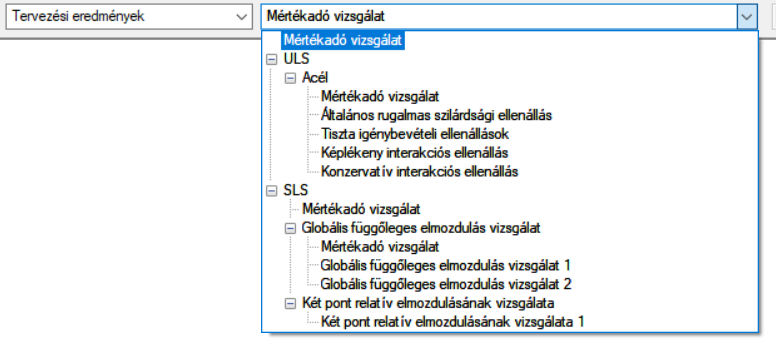 Tervezési eredmények Mértékadó vizsgálat
Mértékadó vizsgálat
ULS
Acél
Mértékadó vizsgálat
Általános rugalmas szilárdsági ellenállás
Tiszta igénybevételi ellenállások
Képlékeny interakciós ellenállás
Konzervatív interakciós ellenállás
SLS
Mértékadó vizsgálat
Globális függőleges elmozdulás vizsgálat
Mértékadó vizsgálat
Globális függőleges elmozdulás vizsgálat 1
Globális függőleges elmozdulás vizsgálat 2
Két pont relatív elmozdulásának vizsgálata
Két pont relatív elmozdulásának vizsgálata 1